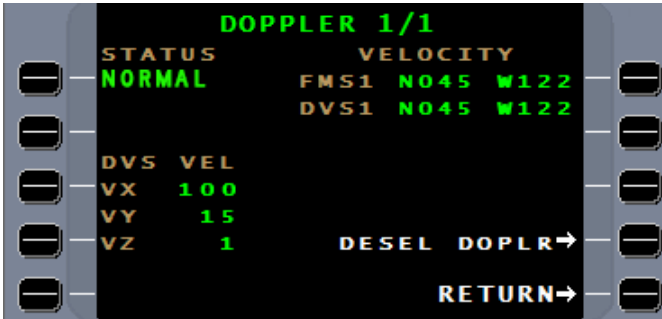 DOPPLER 1/1
STATUS VELOCITY
NORMAL FMS1 N045 W122
DVS1 N045 W122
DVS VEL
VX 100
VY 15
VZ 1 DESEL DOPLR→
RETURN→